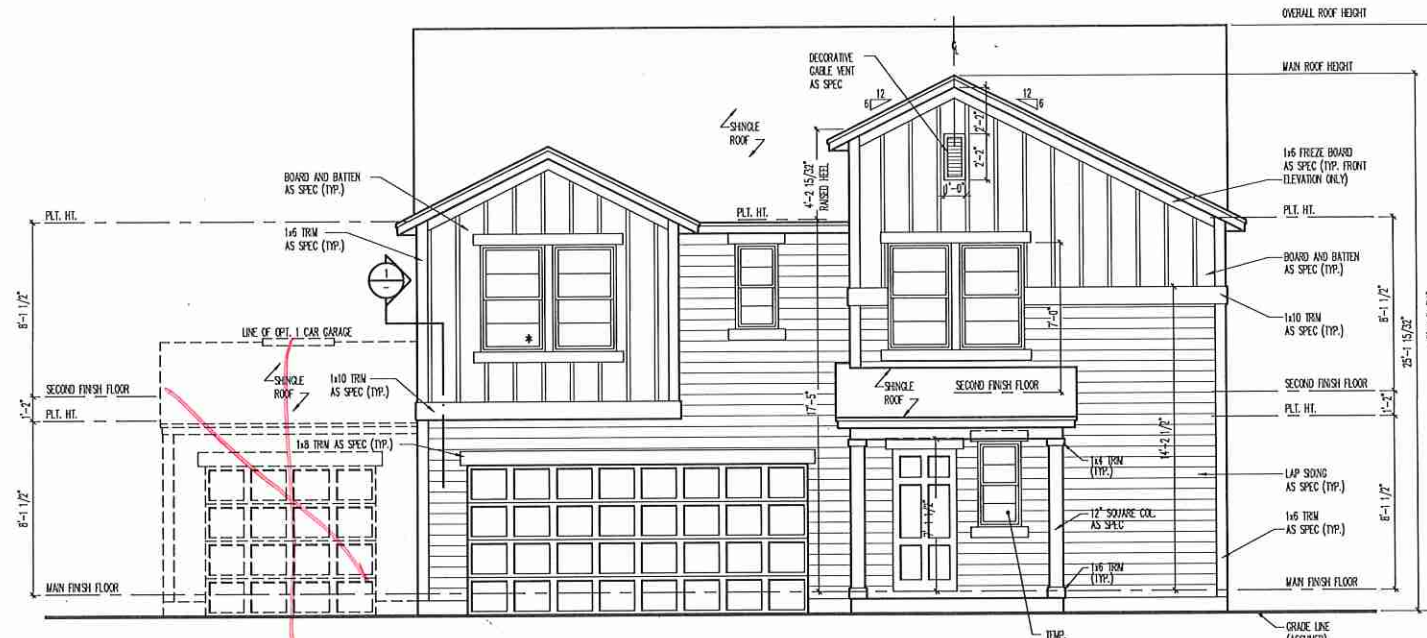 OVERALL ROOF HEIGHT
MAIN ROOF HEIGHT
DECORATIVE
GABLE VENT
AS SPEC
12
6
12
6
2'-2"
2'-2"
1'-0"
SHINGLE
ROOF
1x6 FREZE BOARD
AS SPEC (TYP. FRONT
ELEVATION ONLY)
BOARD AND BATTEN
AS SPEC (TYP.)
4'-2 15/32"
RAISED HEEL
PLT. HT.
PLT. HT.
PLT. HT.
1x6 TRIM
AS SPEC (TYP.)
BOARD AND BATTEN
AS SPEC (TYP.)
1
-
8'-1 1/2"
7'-0"
8'-1 1/2"
25'-1 15/32"
1x10 TRIM
AS SPEC (TYP.)
LINE OF OPT. 1 CAR GARAGE
*
SHINGLE
ROOF
1x10 TRIM
AS SPEC (TYP.)
SHINGLE
ROOF
SECOND FINISH FLOOR
SECOND FINISH FLOOR
SECOND FINISH FLOOR
1'-2"
1'-2"
PLT. HT.
PLT. HT.
17'-5"
14'-2 1/2"
1x8 TRIM AS SPEC (TYP.)
1x4 TRIM
(TYP.)
LAP SIDING
AS SPEC (TYP.)
8'-1 1/2"
8'-1 1/2"
12" SQUARE COL.
AS SPEC
1x6 TRIM
AS SPEC (TYP.)
1x6 TRIM
(TYP.)
MAIN FINISH FLOOR
MAIN FINISH FLOOR
TEMP.
GRADE LINE
(ASSUMED)